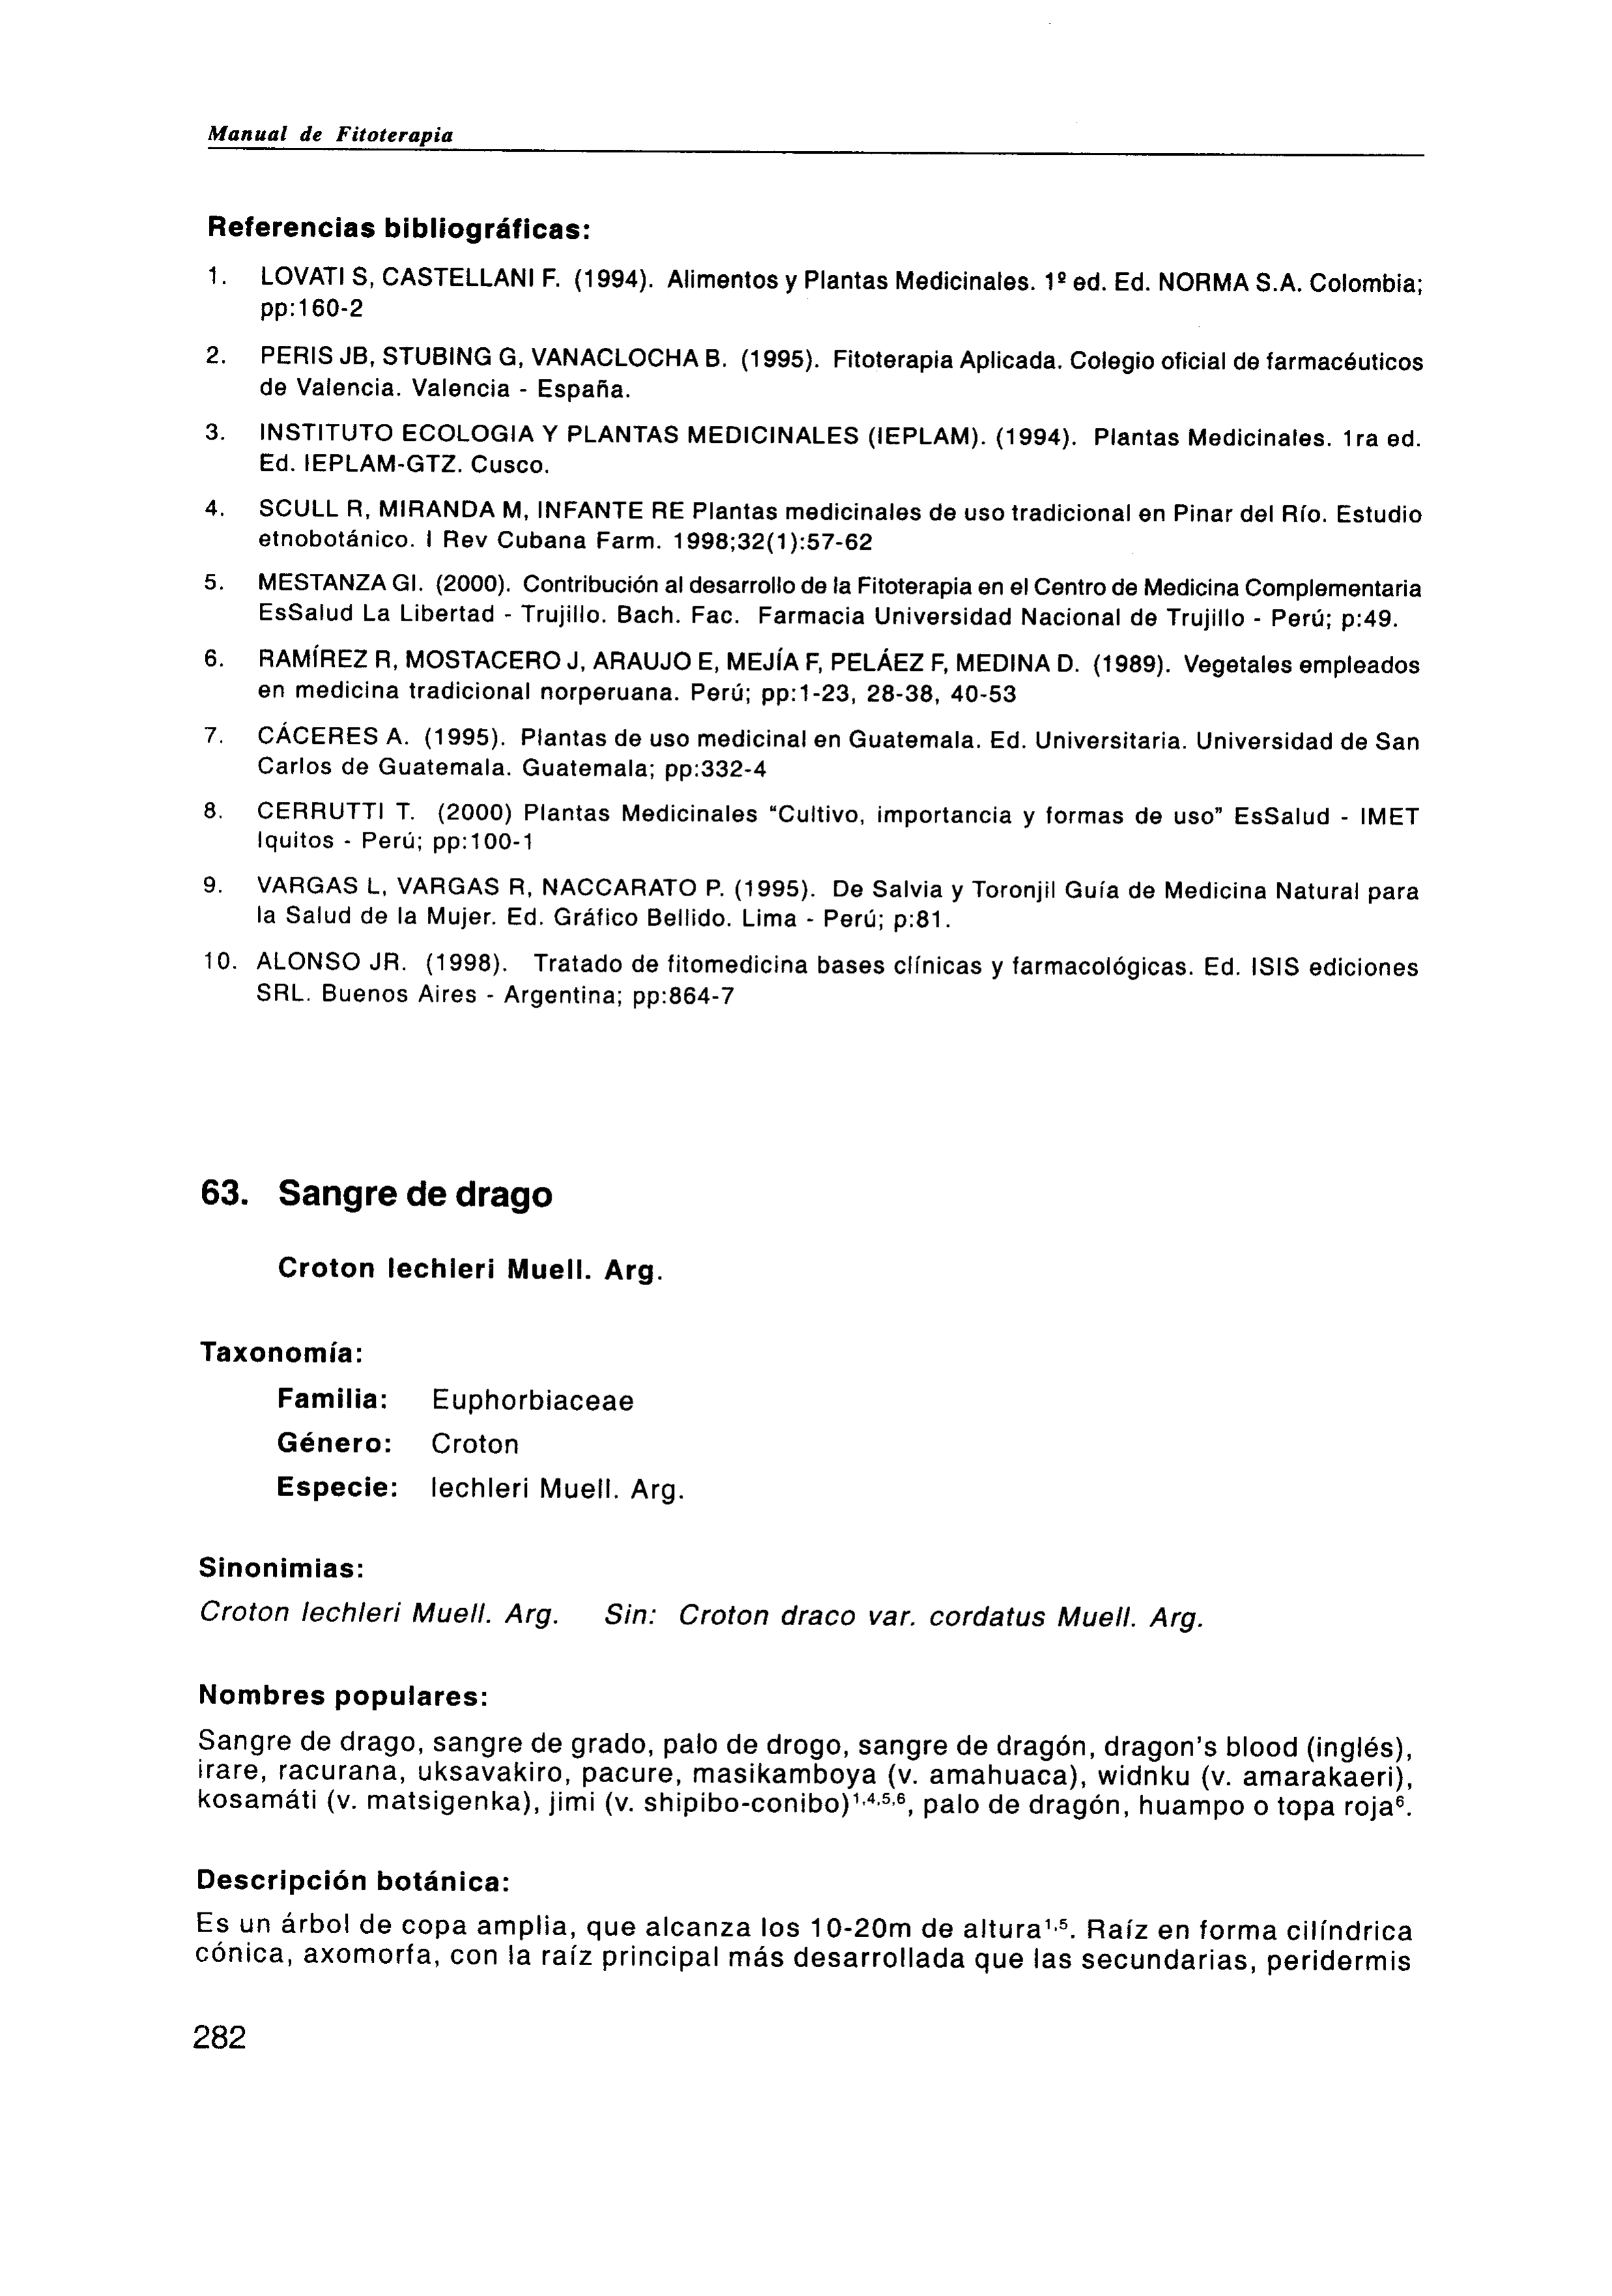 Manual de Fitoterapia
Referencias bibliográficas:
1. LOVATI S, CASTELLANI F. (1994). Alimentos y Plantas Medicinales. 1º ed. Ed. NORMA S.A. Colombia;
pp:160-2
2. PERIS JB, STUBING G, VANACLOCHA B. (1995). Fitoterapia Aplicada. Colegio oficial de farmacéuticos
de Valencia. Valencia - España.
3. INSTITUTO ECOLOGIA Y PLANTAS MEDICINALES (IEPLAM). (1994). Plantas Medicinales. 1ra ed.
Ed. IEPLAM-GTZ. Cusco.
4. SCULL R, MIRANDA M, INFANTE RE Plantas medicinales de uso tradicional en Pinar del Río. Estudio
etnobotánico. I Rev Cubana Farm. 1998;32(1):57-62
5. MESTANZA GI. (2000). Contribución al desarrollo de la Fitoterapia en el Centro de Medicina Complementaria
EsSalud La Libertad - Trujillo. Bach. Fac. Farmacia Universidad Nacional de Trujillo - Perú; p:49.
6. RAMÍREZ R, MOSTACERO J, ARAUJO E, MEJÍA F, PELÁEZ F, MEDINA D. (1989). Vegetales empleados
en medicina tradicional norperuana. Perú; pp:1-23, 28-38, 40-53
7. CÁCERES A. (1995). Plantas de uso medicinal en Guatemala. Ed. Universitaria. Universidad de San
Carlos de Guatemala. Guatemala; pp:332-4
8. CERRUTTI T. (2000) Plantas Medicinales "Cultivo, importancia y formas de uso" EsSalud - IMET
Iquitos - Perú; pp:100-1
9. VARGAS L, VARGAS R, NACCARATO P. (1995). De Salvia y Toronjil Guía de Medicina Natural para
la Salud de la Mujer. Ed. Gráfico Bellido. Lima - Perú; p:81.
10. ALONSO JR. (1998). Tratado de fitomedicina bases clínicas y farmacológicas. Ed. ISIS ediciones
SRL. Buenos Aires - Argentina; pp:864-7
63. Sangre de drago
Croton lechleri Muell. Arg.
Taxonomía:
Familia: Euphorbiaceae
Género: Croton
Especie: lechleri Muell. Arg.
Sinonimias:
Croton lechleri Muell. Arg. Sin: Croton draco var. cordatus Muell. Arg.
Nombres populares:
Sangre de drago, sangre de grado, palo de drogo, sangre de dragón, dragon's blood (inglés),
irare, racurana, uksavakiro, pacure, masikamboya (v. amahuaca), widnku (v. amarakaeri),
kosamáti (v. matsigenka), jimi (v. shipibo-conibo)¹,⁴,⁵,⁶, palo de dragón, huampo o topa roja⁶.
Descripción botánica:
Es un árbol de copa amplia, que alcanza los 10-20m de altura¹,⁵. Raíz en forma cilíndrica
cónica, axomorfa, con la raíz principal más desarrollada que las secundarias, peridermis
282